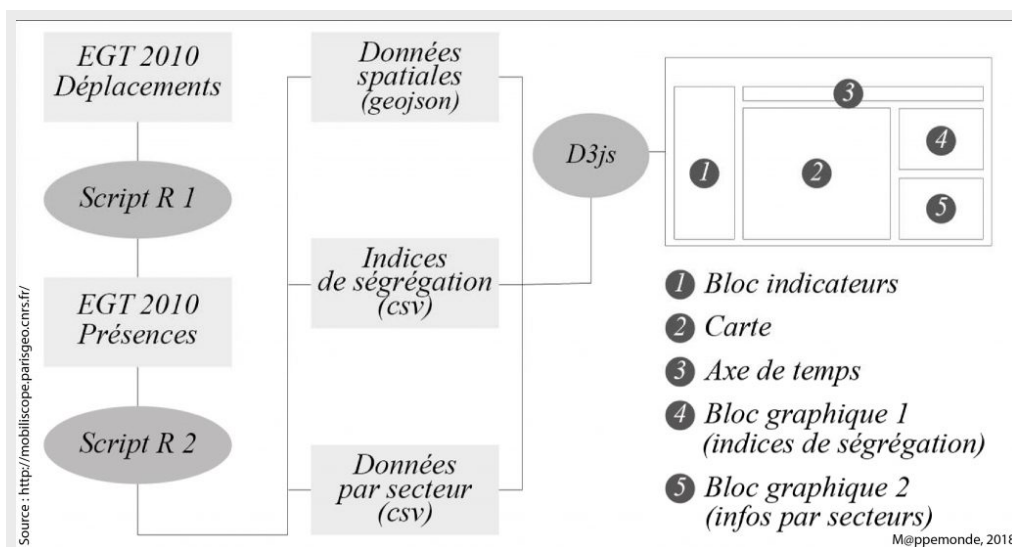 EGT 2010
Déplacements
Script R 1
EGT 2010
Présences
Script R 2
Données
spatiales
(geojson)
Indices
de ségrégation
(csv)
Données
par secteur
(csv)
D3js
3
1
2
4
5
1 Bloc indicateurs
2 Carte
3 Axe de temps
4 Bloc graphique 1
(indices de ségrégation)
5 Bloc graphique 2
(infos par secteurs)
Source : http://mobiliscope.parisgeo.cnrs.fr/
M@ppemonde, 2018